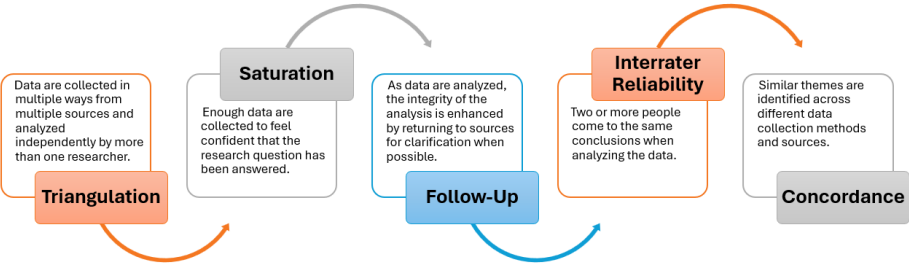 Data are collected in
multiple ways from
multiple sources and
analyzed
independently by more
than one researcher.
Triangulation
Saturation
Enough data are
collected to feel
confident that the
research question has
been answered.
As data are analyzed,
the integrity of the
analysis is enhanced
by returning to sources
for clarification when
possible.
Follow-Up
Interrater
Reliability
Two or more people
come to the same
conclusions when
analyzing the data.
Similar themes are
identified across
different data
collection methods
and sources.
Concordance